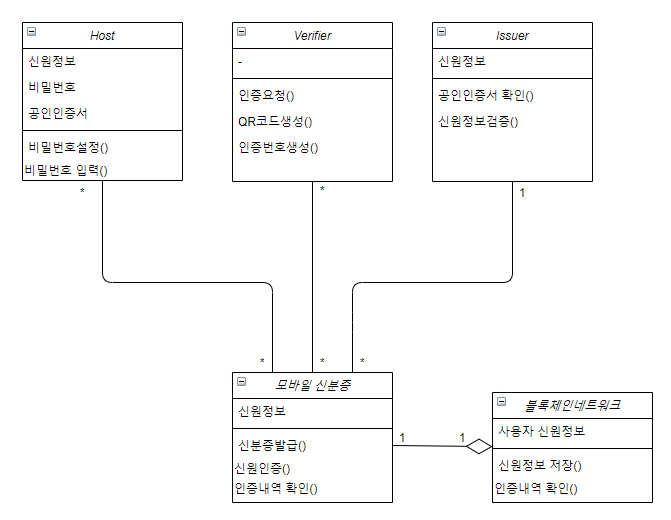 Host
신원정보
비밀번호
공인인증서
비밀번호설정()
비밀번호 입력()
*
Verifier
-
인증요청()
QR코드생성()
인증번호생성()
*
Issuer
신원정보
공인인증서 확인()
신원정보검증()
1
*
*
*
모바일 신분증
신원정보
신분증발급()
신원인증()
인증내역 확인()
1
1
블록체인네트워크
사용자 신원정보
신원정보 저장()
인증내역 확인()